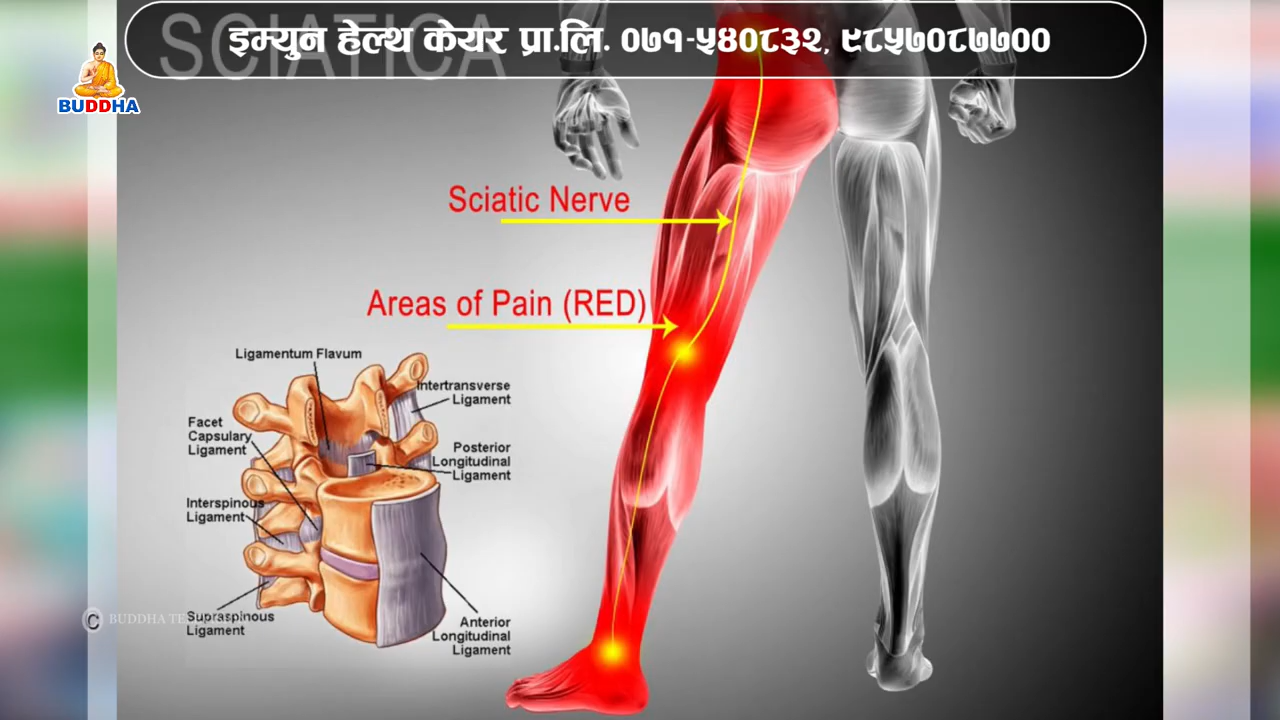 SCIATICA
इम्युन हेल्थ केयर प्रा.लि. ०७१-५४०८३२, ९८५७०८७७००
BUDDHA
Sciatic Nerve
Areas of Pain (RED)
Ligamentum Flavum
Intertransverse
Ligament
Facet
Capsulary
Ligament
Posterior
Longitudinal
Ligament
Interspinous
Ligament
Supraspinous
Ligament
Anterior
Longitudinal
Ligament
© BUDDHA